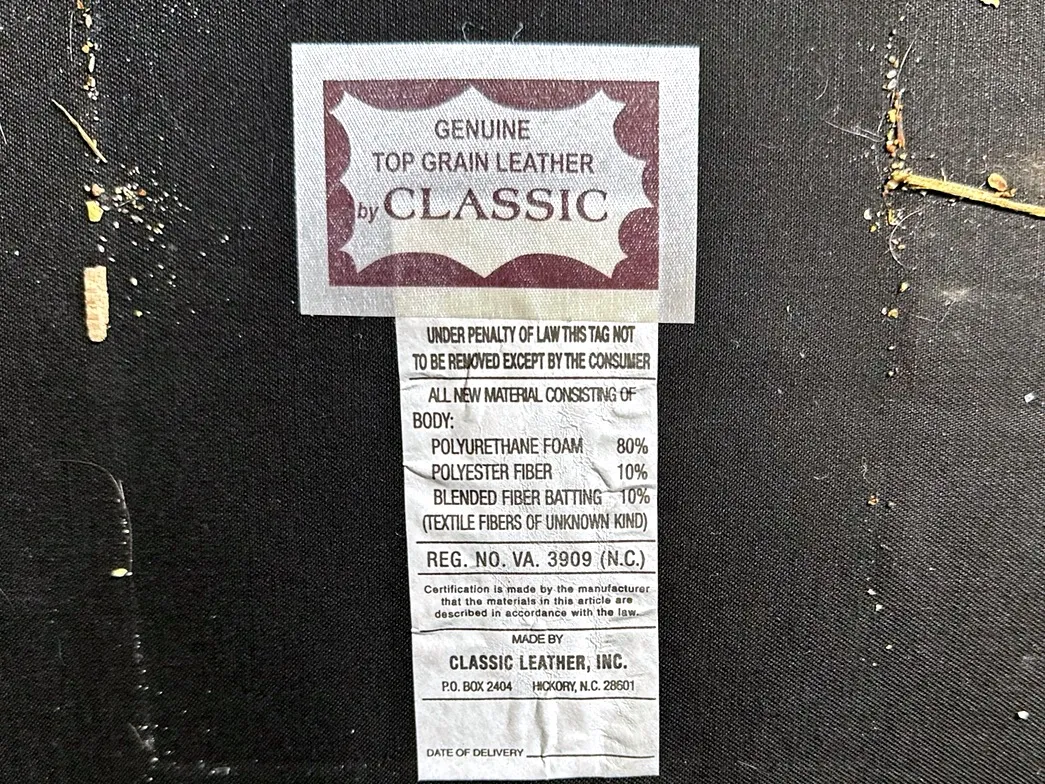 GENUINE
TOP GRAIN LEATHER
by CLASSIC
UNDER PENALTY OF LAW THIS TAG NOT
TO BE REMOVED EXCEPT BY THE CONSUMER
ALL NEW MATERIAL CONSISTING OF
BODY:
POLYURETHANE FOAM 80%
POLYESTER FIBER 10%
BLENDED FIBER BATTING 10%
(TEXTILE FIBERS OF UNKNOWN KIND)
REG. NO. VA. 3909 (N.C.)
Certification is made by the manufacturer
that the materials in this article are
described in accordance with the law.
MADE BY
CLASSIC LEATHER, INC.
P.O. BOX 2404 HICKORY, N.C. 28601
DATE OF DELIVERY